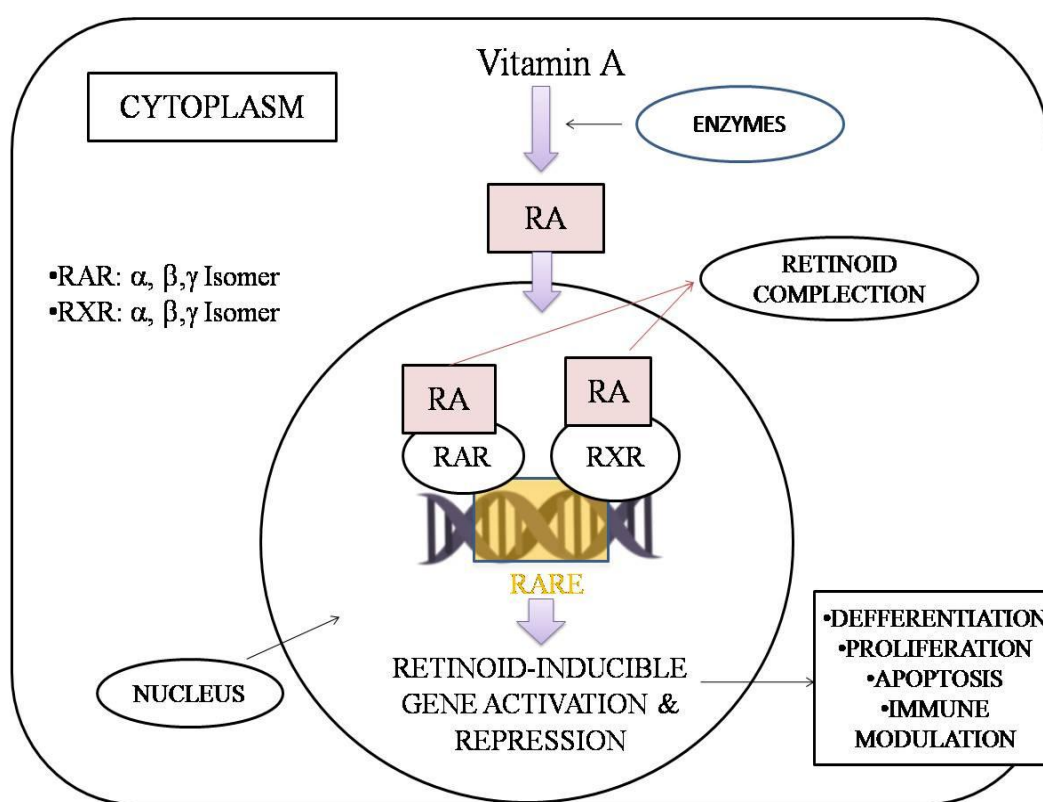 Vitamin A
CYTOPLASM
ENZYMES
RA
•RAR: α, β,γ Isomer
•RXR: α, β,γ Isomer
RETINOID
COMPLECTION
RA
RA
RAR
RXR
RARE
NUCLEUS
RETINOID-INDUCIBLE
GENE ACTIVATION &
REPRESSION
•DEFFERENTIATION
•PROLIFERATION
•APOPTOSIS
•IMMUNE
MODULATION